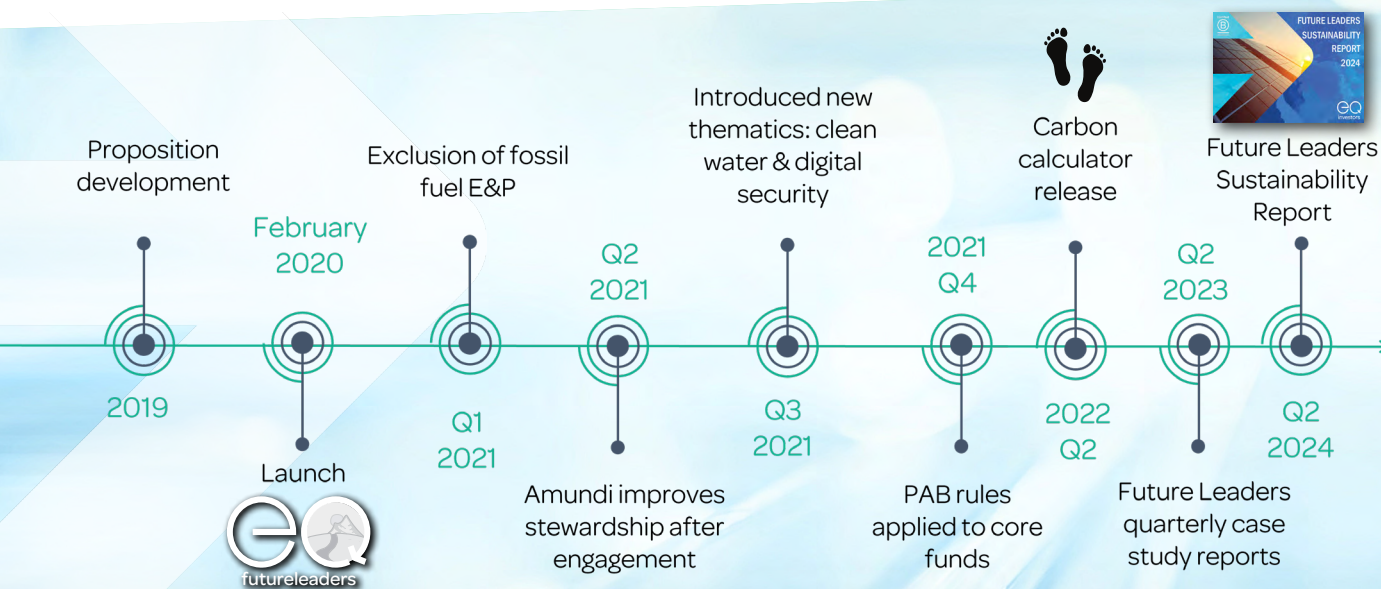 Proposition
development
2019
February
2020
Launch
eQ
futureleaders
Exclusion of fossil
fuel E&P
Q1
2021
Q2
2021
Amundi improves
stewardship after
engagement
Introduced new
thematics: clean
water & digital
security
Q3
2021
2021
Q4
PAB rules
applied to core
funds
Carbon
calculator
release
2022
Q2
Q2
2023
Future Leaders
quarterly case
study reports
FUTURE LEADERS
SUSTAINABILITY
REPORT
2024
B
eQ
investors
Future Leaders
Sustainability
Report
Q2
2024